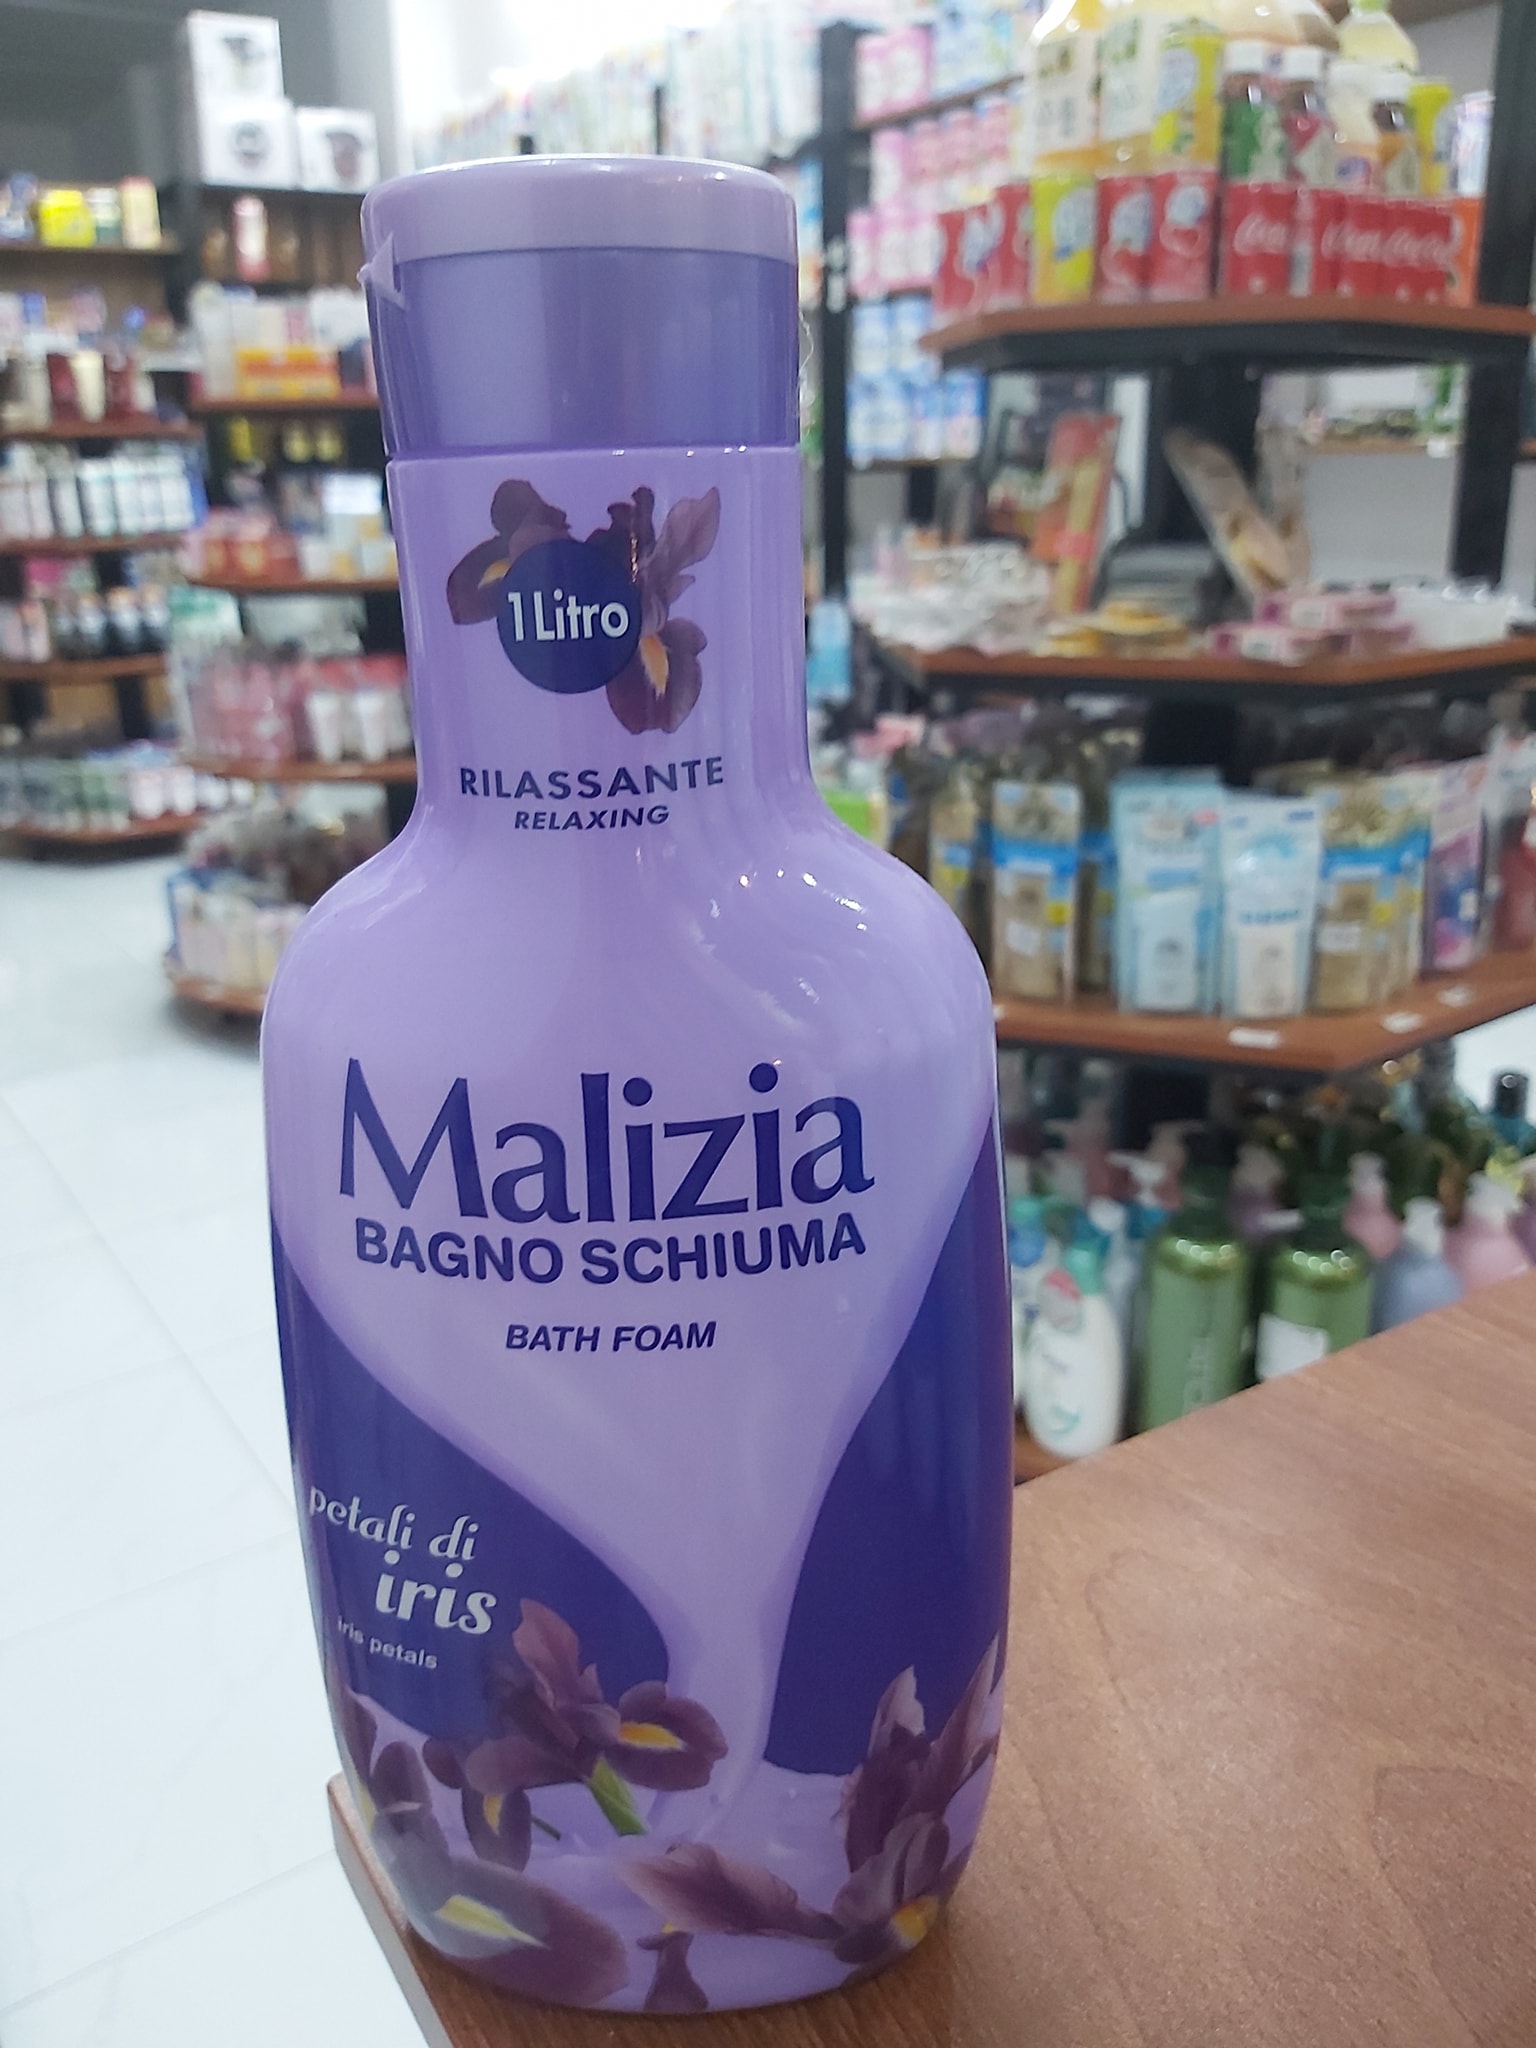 1 Litro
RILASSANTE
RELAXING
Malizia
BAGNO SCHIUMA
BATH FOAM
petali di
iris
iris petals